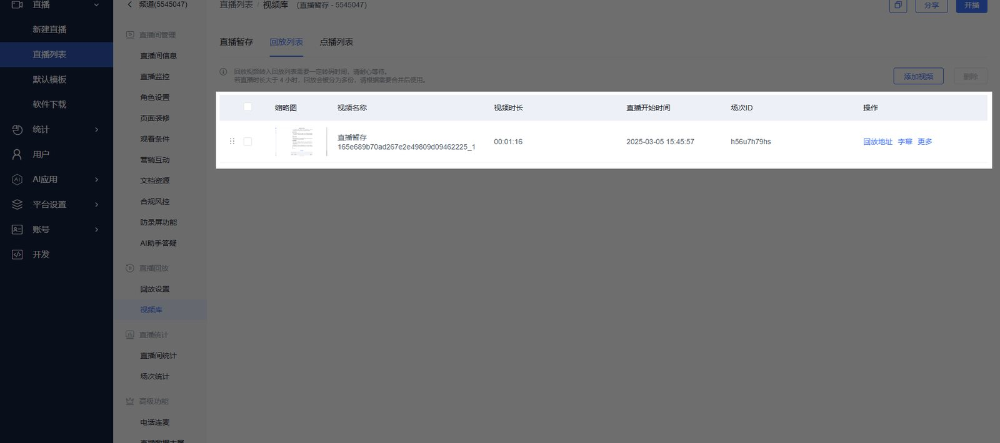 直播
新建直播
直播列表
默认模板
软件下载
统计
用户
AI应用
平台设置
账号
开发
频道(5545047)
直播间管理
直播间信息
直播监控
角色设置
页面装修
观看条件
营销互动
文档资源
合规风控
防录屏功能
AI助手答疑
直播回放
回放设置
视频库
直播统计
直播间统计
场次统计
高级功能
电话连麦
直播数据大屏
直播列表 / 视频库 (直播暂存 - 5545047)
分享
开播
直播暂存 回放列表 点播列表
回放视频转入回放列表需要一定转码时间，请耐心等待。
若直播时长大于 4 小时，回放会被分为多份，请根据需要合并后使用。
添加视频
删除
缩略图 视频名称 视频时长 直播开始时间 场次ID 操作
直播暂存
165e689b70ad267e2e49809d09462225_1
00:01:16 2025-03-05 15:45:57 h56u7h79hs 回放地址 字幕 更多